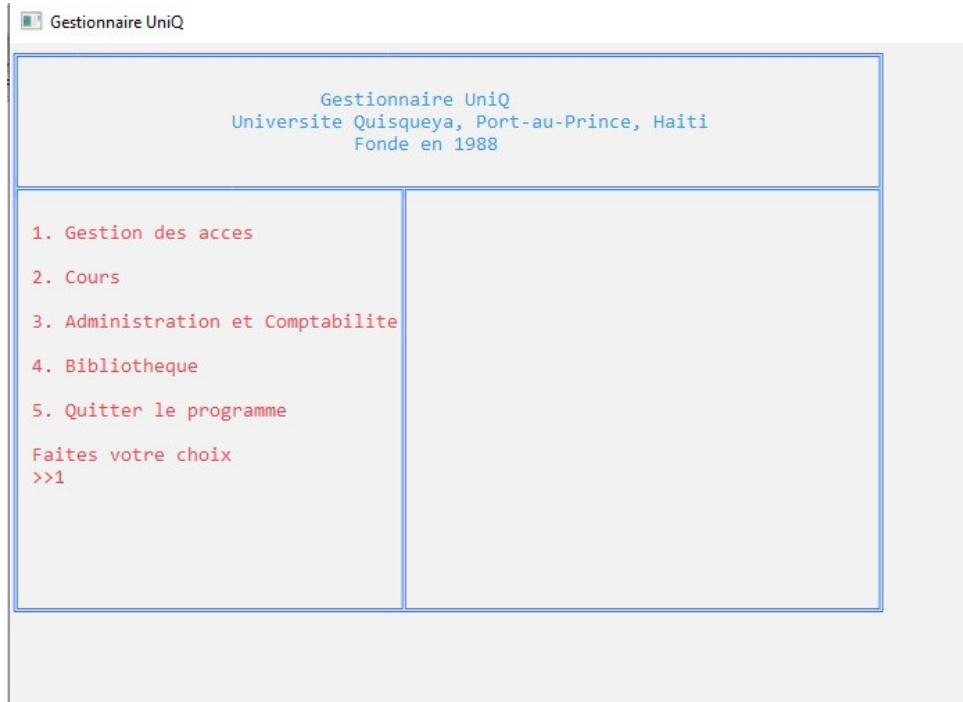 Gestionnaire UniQ
Gestionnaire UniQ
Universite Quisqueya, Port-au-Prince, Haiti
Fonde en 1988
1. Gestion des acces
2. Cours
3. Administration et Comptabilite
4. Bibliotheque
5. Quitter le programme
Faites votre choix
>>1